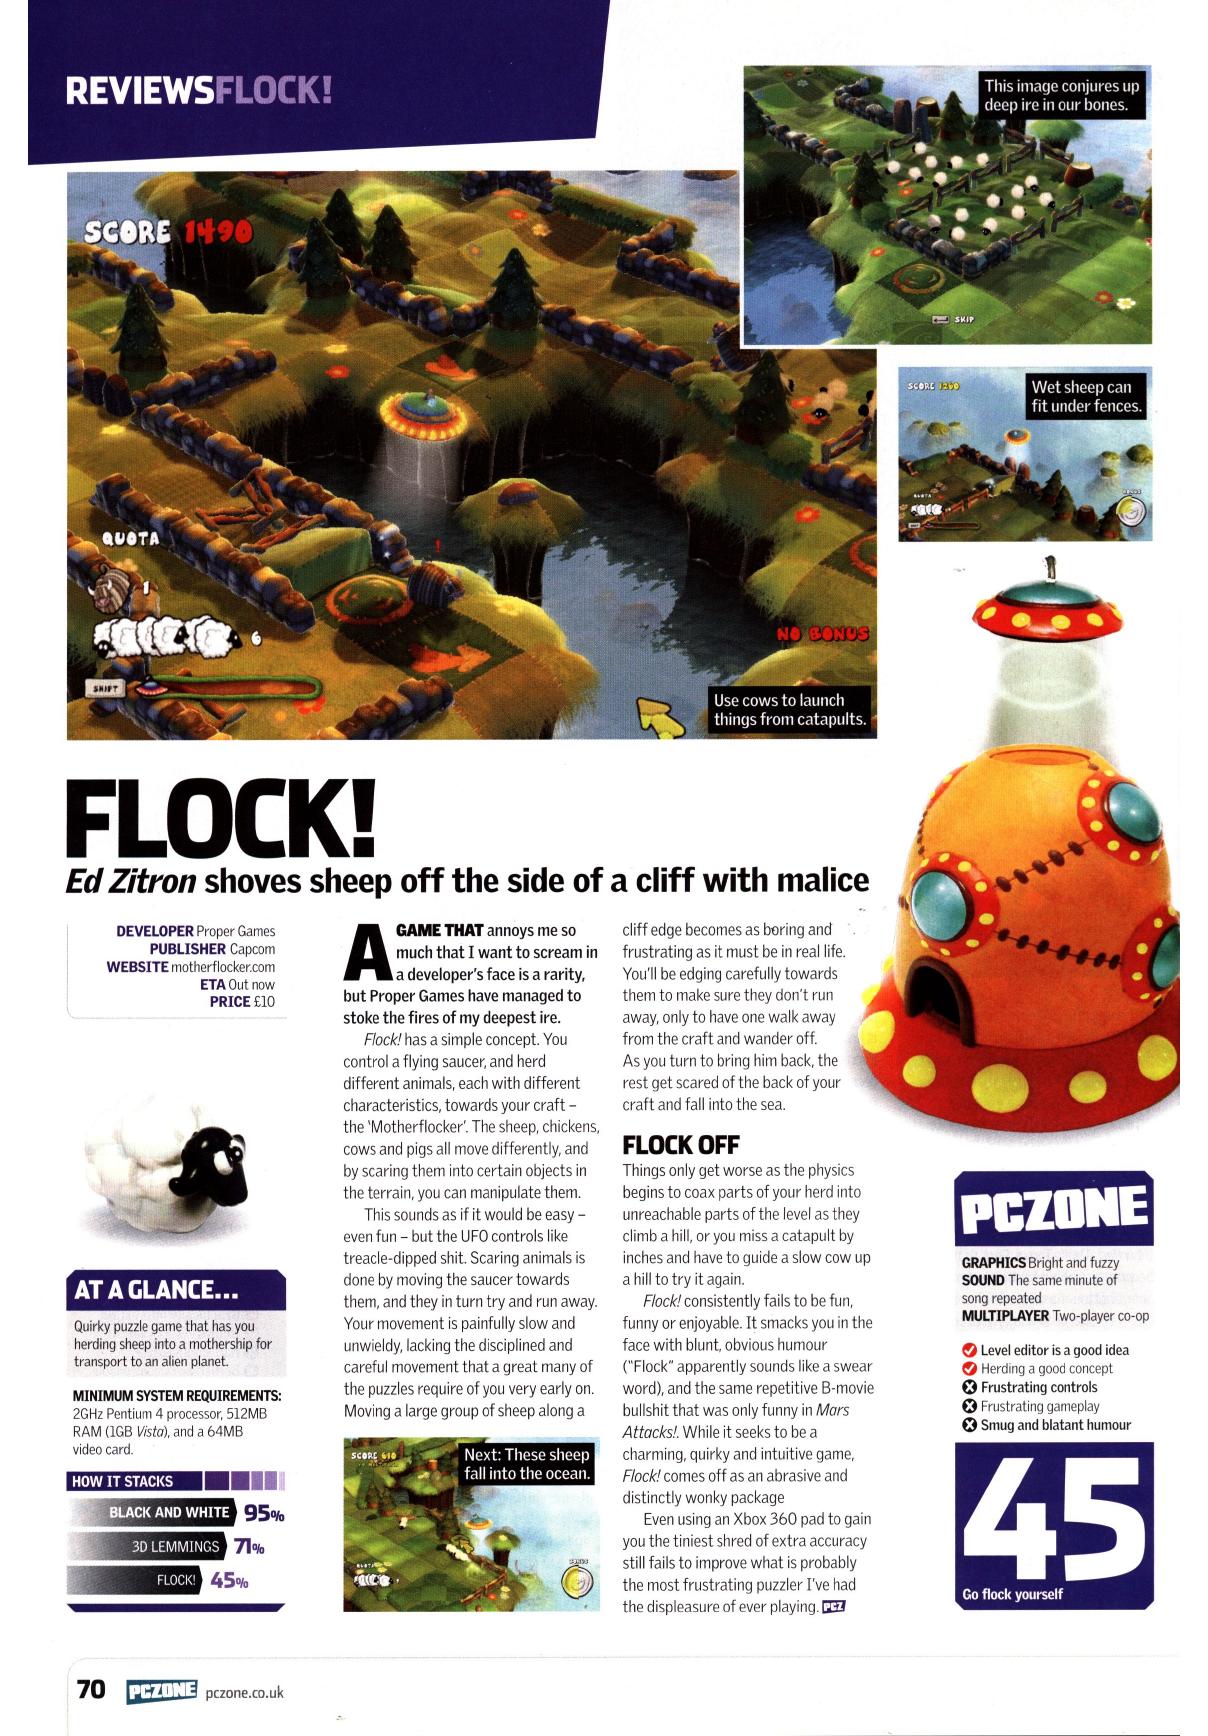 REVIEWSFLOCK!
This image conjures up
deep ire in our bones.
SKIP
SCORE 1490
QUOTA
1
6
SHIFT
NO BONUS
Use cows to launch
things from catapults.
SCORE 1260
Wet sheep can
fit under fences.
QUOTA
BONUS
FLOCK!
Ed Zitron shoves sheep off the side of a cliff with malice
DEVELOPER Proper Games
PUBLISHER Capcom
WEBSITE motherflocker.com
ETA Out now
PRICE £10
AT A GLANCE...
Quirky puzzle game that has you
herding sheep into a mothership for
transport to an alien planet.
MINIMUM SYSTEM REQUIREMENTS:
2GHz Pentium 4 processor, 512MB
RAM (1GB Vista), and a 64MB
video card.
HOW IT STACKS
BLACK AND WHITE 95%
3D LEMMINGS 71%
FLOCK! 45%
A GAME THAT annoys me so
much that I want to scream in
a developer's face is a rarity,
but Proper Games have managed to
stoke the fires of my deepest ire.
Flock! has a simple concept. You
control a flying saucer, and herd
different animals, each with different
characteristics, towards your craft –
the 'Motherflocker'. The sheep, chickens,
cows and pigs all move differently, and
by scaring them into certain objects in
the terrain, you can manipulate them.
This sounds as if it would be easy –
even fun – but the UFO controls like
treacle-dipped shit. Scaring animals is
done by moving the saucer towards
them, and they in turn try and run away.
Your movement is painfully slow and
unwieldy, lacking the disciplined and
careful movement that a great many of
the puzzles require of you very early on.
Moving a large group of sheep along a
SCORE 610
Next: These sheep
fall into the ocean.
QUOTA
BONUS
cliff edge becomes as boring and
frustrating as it must be in real life.
You'll be edging carefully towards
them to make sure they don't run
away, only to have one walk away
from the craft and wander off.
As you turn to bring him back, the
rest get scared of the back of your
craft and fall into the sea.
FLOCK OFF
Things only get worse as the physics
begins to coax parts of your herd into
unreachable parts of the level as they
climb a hill, or you miss a catapult by
inches and have to guide a slow cow up
a hill to try it again.
Flock! consistently fails to be fun,
funny or enjoyable. It smacks you in the
face with blunt, obvious humour
("Flock" apparently sounds like a swear
word), and the same repetitive B-movie
bullshit that was only funny in Mars
Attacks!. While it seeks to be a
charming, quirky and intuitive game,
Flock! comes off as an abrasive and
distinctly wonky package
Even using an Xbox 360 pad to gain
you the tiniest shred of extra accuracy
still fails to improve what is probably
the most frustrating puzzler I've had
the displeasure of ever playing. PCZ
PCZONE
GRAPHICS Bright and fuzzy
SOUND The same minute of
song repeated
MULTIPLAYER Two-player co-op
Level editor is a good idea
Herding a good concept
Frustrating controls
Frustrating gameplay
Smug and blatant humour
45
Go flock yourself
70 PCZONE pczone.co.uk